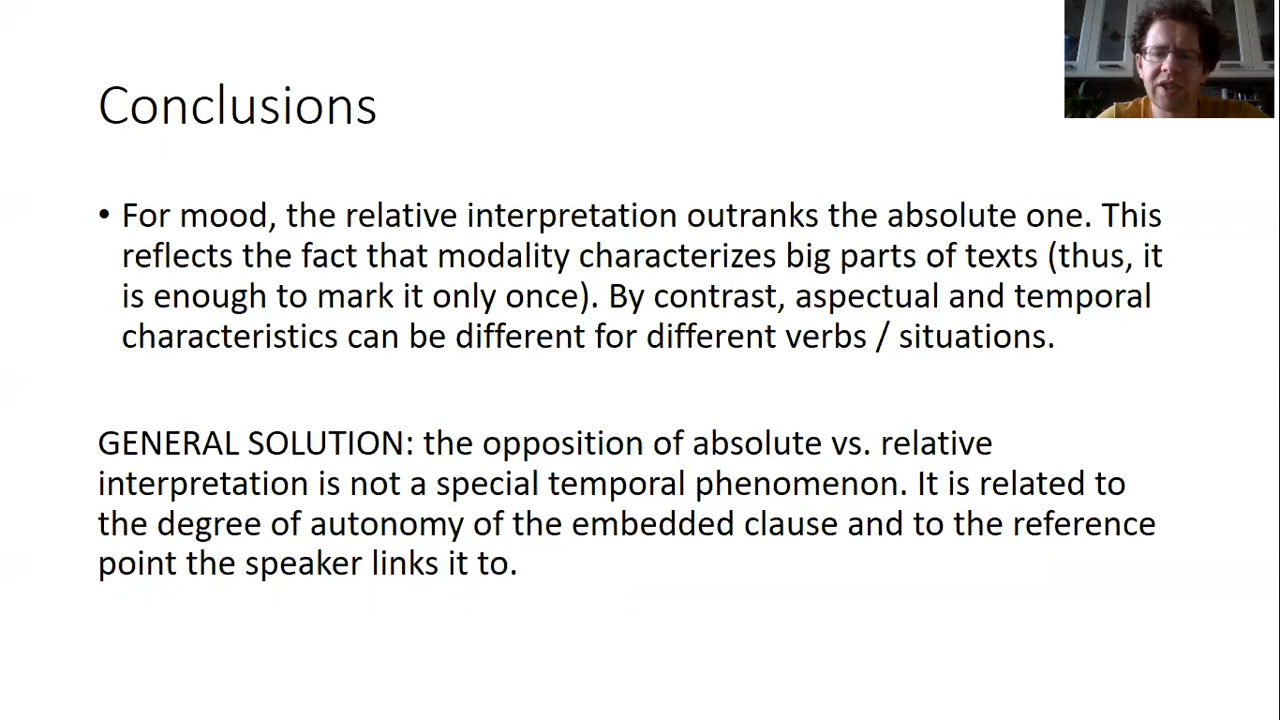 Conclusions
• For mood, the relative interpretation outranks the absolute one. This
reflects the fact that modality characterizes big parts of texts (thus, it
is enough to mark it only once). By contrast, aspectual and temporal
characteristics can be different for different verbs / situations.
GENERAL SOLUTION: the opposition of absolute vs. relative
interpretation is not a special temporal phenomenon. It is related to
the degree of autonomy of the embedded clause and to the reference
point the speaker links it to.